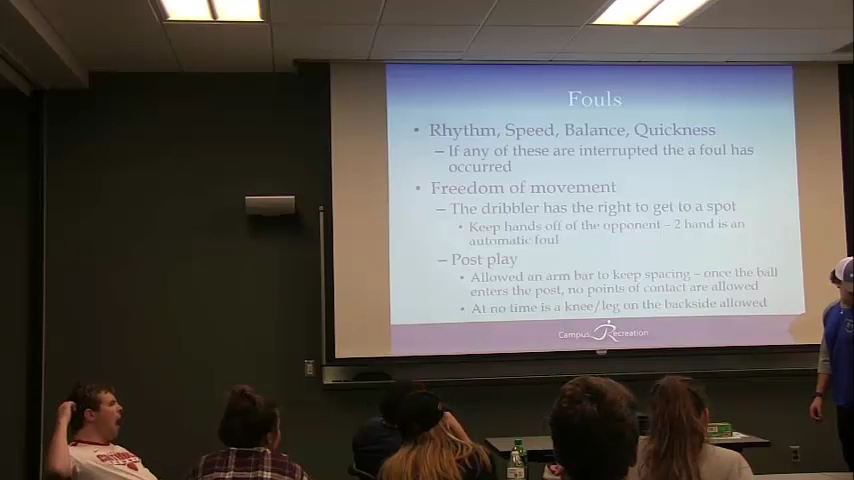 Fouls
• Rhythm, Speed, Balance, Quickness
– If any of these are interrupted the a foul has
occurred
• Freedom of movement
– The dribbler has the right to get to a spot
• Keep hands off of the opponent – 2 hand is an
automatic foul
– Post play
• Allowed an arm bar to keep spacing – once the ball
enters the post, no points of contact are allowed
• At no time is a knee/leg on the backside allowed
Campus Recreation